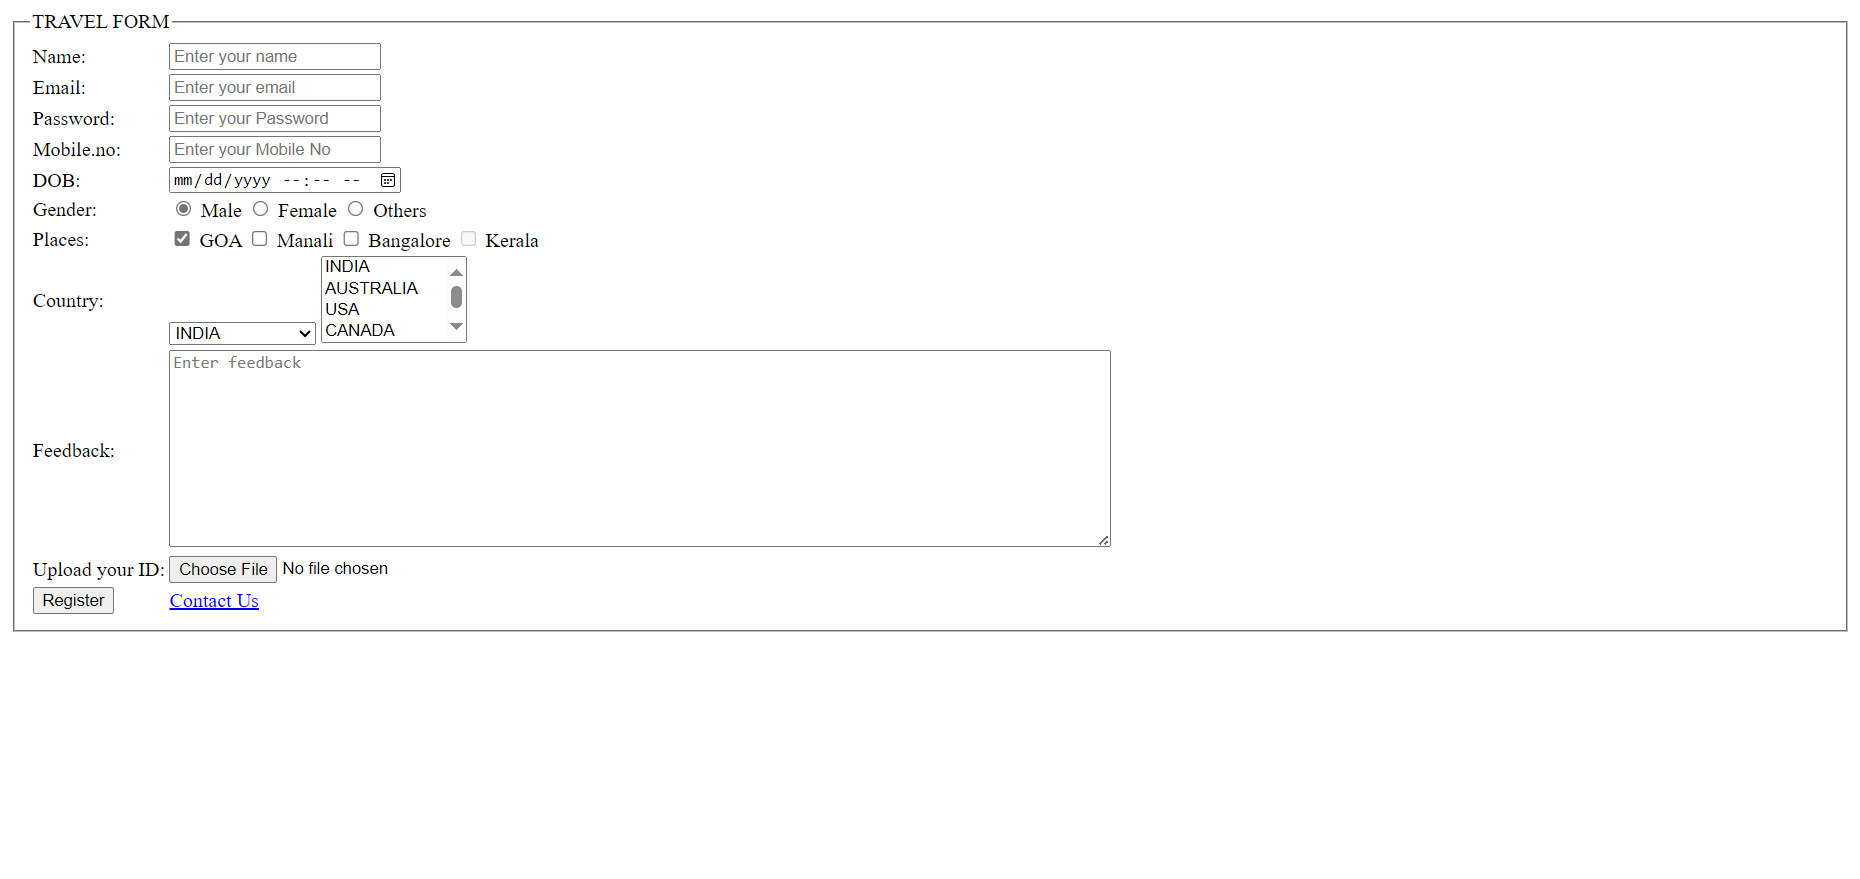 TRAVEL FORM
Name: Enter your name
Email: Enter your email
Password: Enter your Password
Mobile.no: Enter your Mobile No
DOB: mm/dd/yyyy --:-- --
Gender: Male Female Others
Places: GOA Manali Bangalore Kerala
Country: INDIA
INDIA
AUSTRALIA
USA
CANADA
Feedback: Enter feedback
Upload your ID: Choose File No file chosen
Register Contact Us